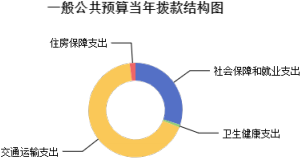 一般公共预算当年拨款结构图
住房保障支出
社会保障和就业支出
卫生健康支出
交通运输支出